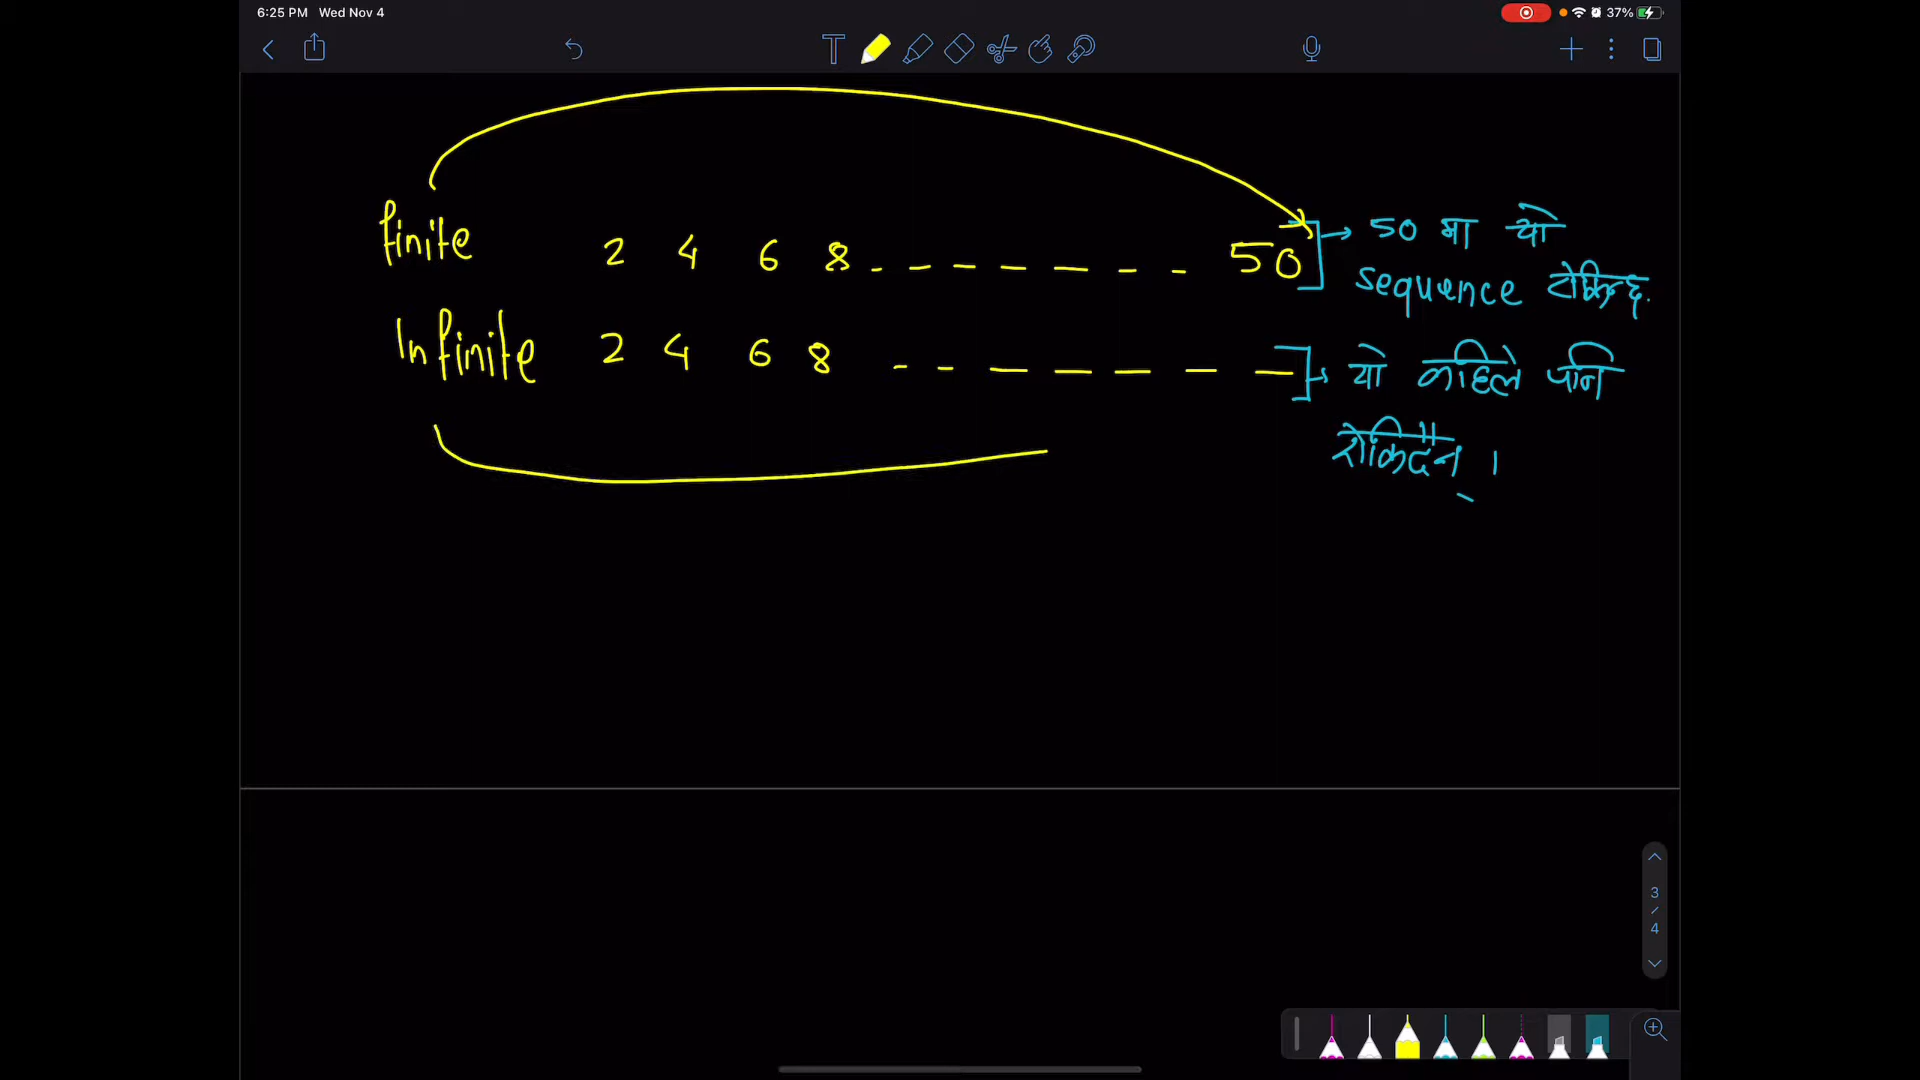 6:25 PM Wed Nov 4
37%
finite 2 4 6 8 - - - - - - - - 50
→ 50 मा यो
sequence रोकिन्छ.
Infinite 2 4 6 8 - - - - - - - -
→ यो कहिले पनि
रोकिदैन् ।
3
/
4